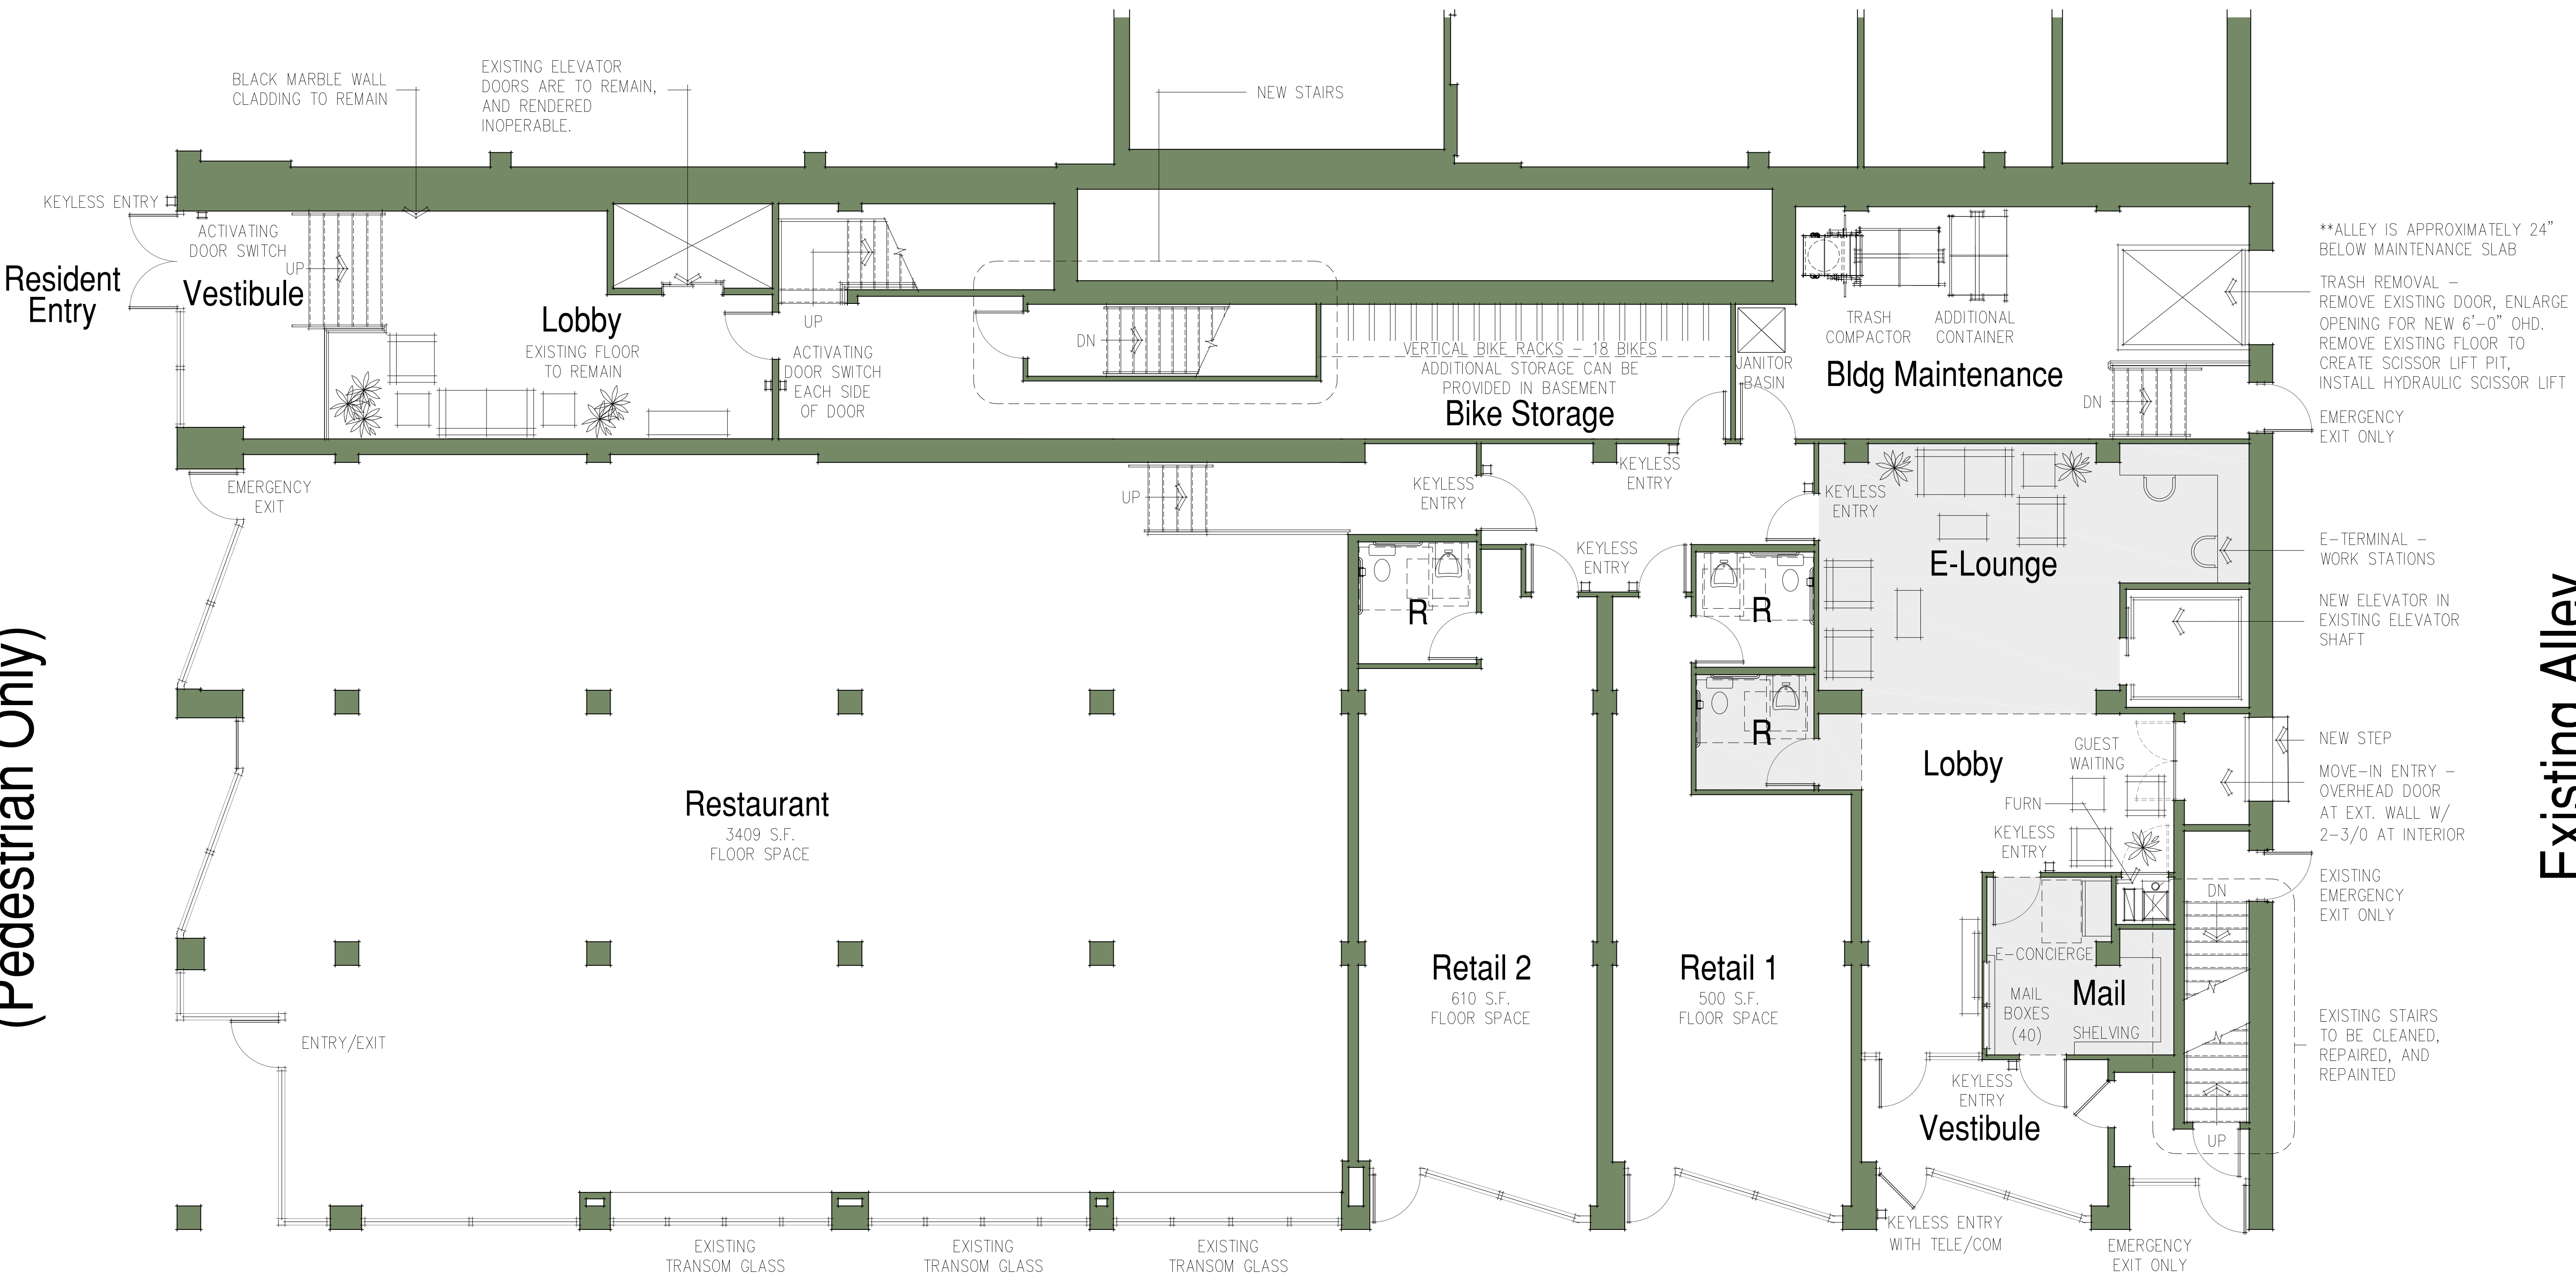 BLACK MARBLE WALL
CLADDING TO REMAIN
EXISTING ELEVATOR
DOORS ARE TO REMAIN,
AND RENDERED
INOPERABLE.
NEW STAIRS
KEYLESS ENTRY
ACTIVATING
DOOR SWITCH
UP
Resident
Entry
Vestibule
Lobby
EXISTING FLOOR
TO REMAIN
UP
ACTIVATING
DOOR SWITCH
EACH SIDE
OF DOOR
DN
VERTICAL BIKE RACKS – 18 BIKES
ADDITIONAL STORAGE CAN BE
PROVIDED IN BASEMENT
Bike Storage
JANITOR
BASIN
TRASH
COMPACTOR
ADDITIONAL
CONTAINER
Bldg Maintenance
DN
**ALLEY IS APPROXIMATELY 24"
BELOW MAINTENANCE SLAB
TRASH REMOVAL –
REMOVE EXISTING DOOR, ENLARGE
OPENING FOR NEW 6'-0" OHD.
REMOVE EXISTING FLOOR TO
CREATE SCISSOR LIFT PIT,
INSTALL HYDRAULIC SCISSOR LIFT
EMERGENCY
EXIT ONLY
EMERGENCY
EXIT
UP
KEYLESS
ENTRY
KEYLESS
ENTRY
KEYLESS
ENTRY
KEYLESS
ENTRY
E-Lounge
E-TERMINAL –
WORK STATIONS
NEW ELEVATOR IN
EXISTING ELEVATOR
SHAFT
R
R
R
(Pedestrian Only)
Existing Alley
Restaurant
3409 S.F.
FLOOR SPACE
Lobby
GUEST
WAITING
FURN
KEYLESS
ENTRY
NEW STEP
MOVE-IN ENTRY –
OVERHEAD DOOR
AT EXT. WALL W/
2-3/0 AT INTERIOR
DN
EXISTING
EMERGENCY
EXIT ONLY
Retail 2
610 S.F.
FLOOR SPACE
Retail 1
500 S.F.
FLOOR SPACE
E-CONCIERGE
Mail
MAIL
BOXES
(40)
SHELVING
EXISTING STAIRS
TO BE CLEANED,
REPAIRED, AND
REPAINTED
ENTRY/EXIT
KEYLESS
ENTRY
Vestibule
UP
KEYLESS ENTRY
WITH TELE/COM
EMERGENCY
EXIT ONLY
EXISTING
TRANSOM GLASS
EXISTING
TRANSOM GLASS
EXISTING
TRANSOM GLASS